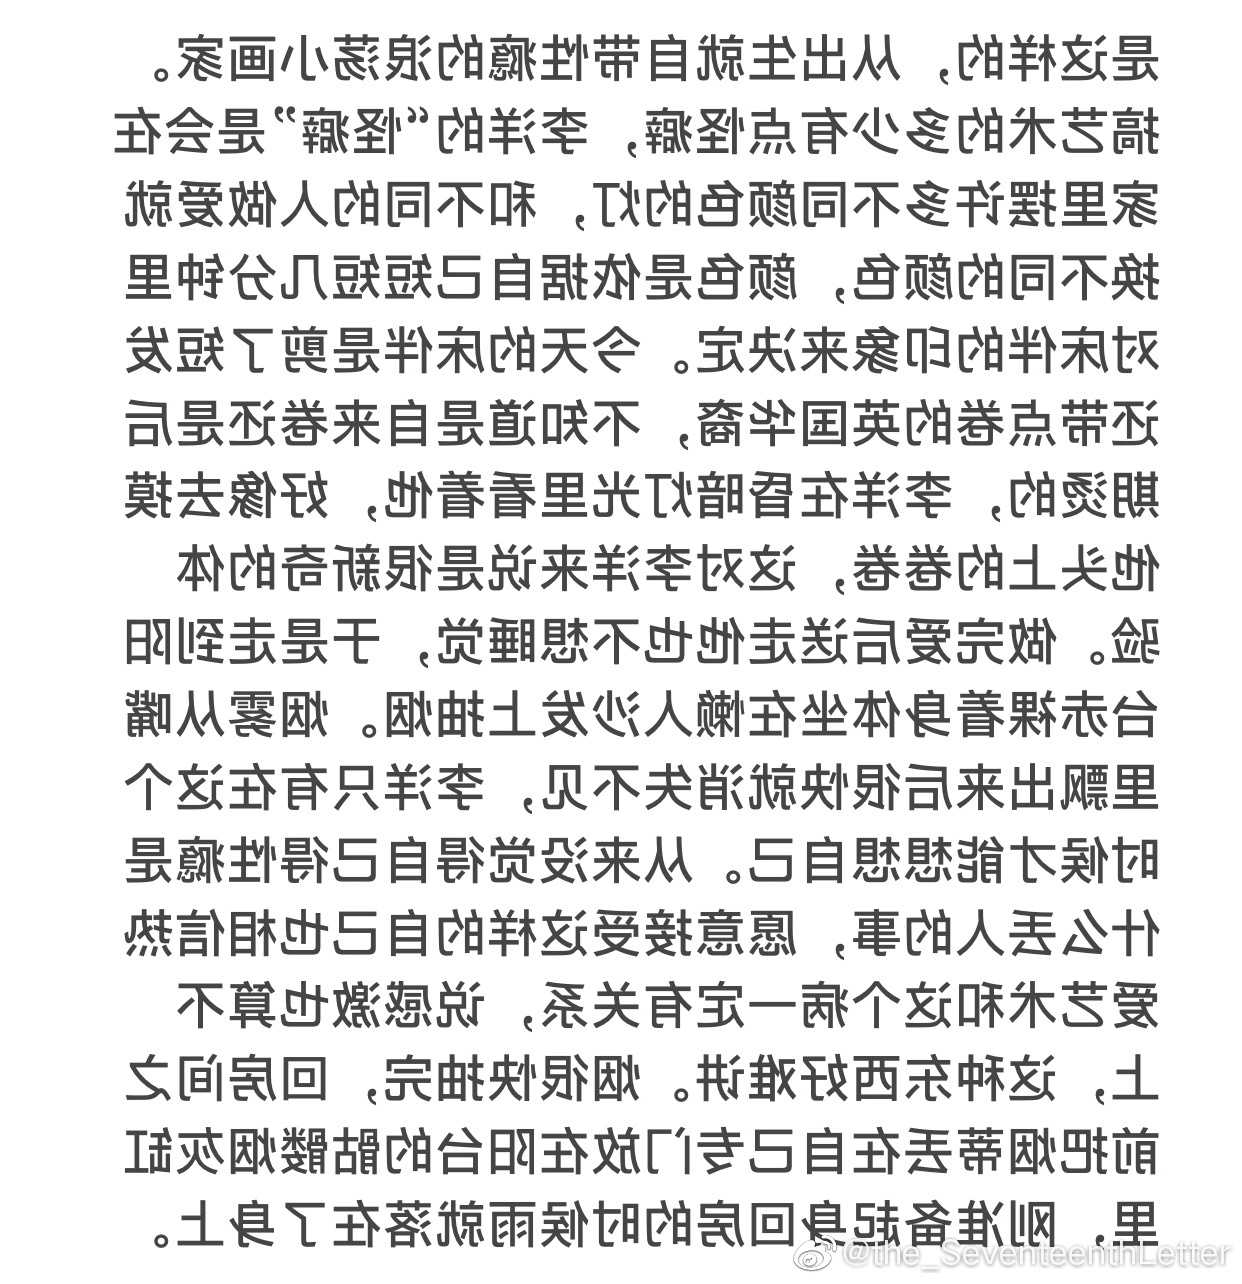 是这样的，从出生就自带性瘾的浪荡小画家。
搞艺术的多少有点怪癖，李洋的“怪癖”是会在
家里摆许多不同颜色的灯，和不同的人做爱就
换不同的颜色，颜色是依据自己短短几分钟里
对床伴的印象来决定。今天的床伴是剪了短发
还带点卷的英国华裔，不知道是自来卷还是后
期烫的，李洋在昏暗灯光里看着他，好像去摸
他头上的卷卷，这对李洋来说是很新奇的体
验。做完爱后送走他也不想睡觉，于是走到阳
台赤裸着身体坐在懒人沙发上抽烟。烟雾从嘴
里飘出来后很快就消失不见，李洋只有在这个
时候才能想想自己。从来没觉得自己得性瘾是
什么丢人的事，愿意接受这样的自己也相信热
爱艺术和这个病一定有关系，说感激也算不
上，这种东西好难讲。烟很快抽完，回房间之
前把烟蒂丢在自己专门放在阳台的骷髅烟灰缸
里，刚准备起身回房的时候雨就落在了身上。
@the_SeventeenthLetter